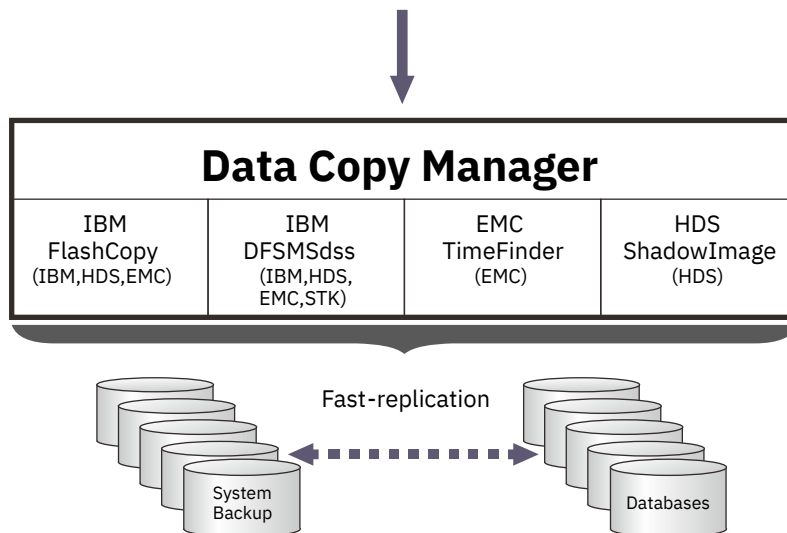 Data Copy Manager
IBM
FlashCopy
(IBM,HDS,EMC)
IBM
DFSMSdss
(IBM,HDS,
EMC,STK)
EMC
TimeFinder
(EMC)
HDS
ShadowImage
(HDS)
Fast-replication
System
Backup
Databases